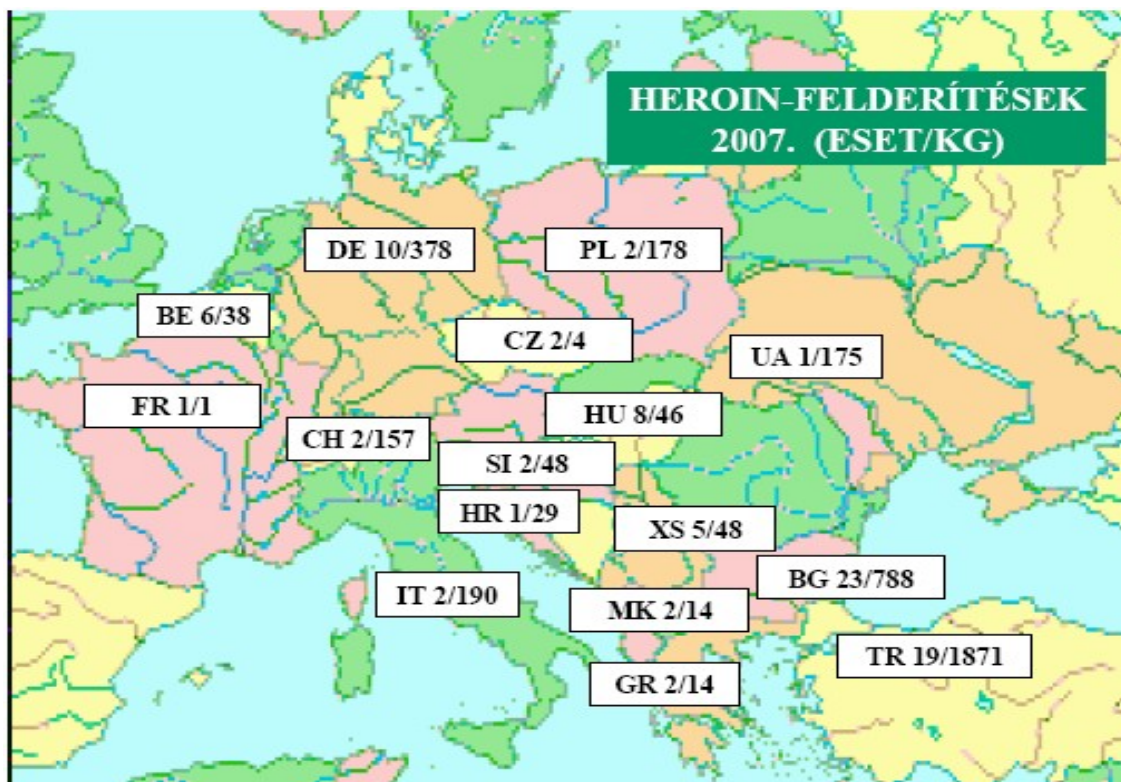 HEROIN-FELDERÍTÉSEK
2007. (ESET/KG)
DE 10/378
PL 2/178
BE 6/38
CZ 2/4
UA 1/175
FR 1/1
HU 8/46
CH 2/157
SI 2/48
HR 1/29
XS 5/48
BG 23/788
IT 2/190
MK 2/14
TR 19/1871
GR 2/14